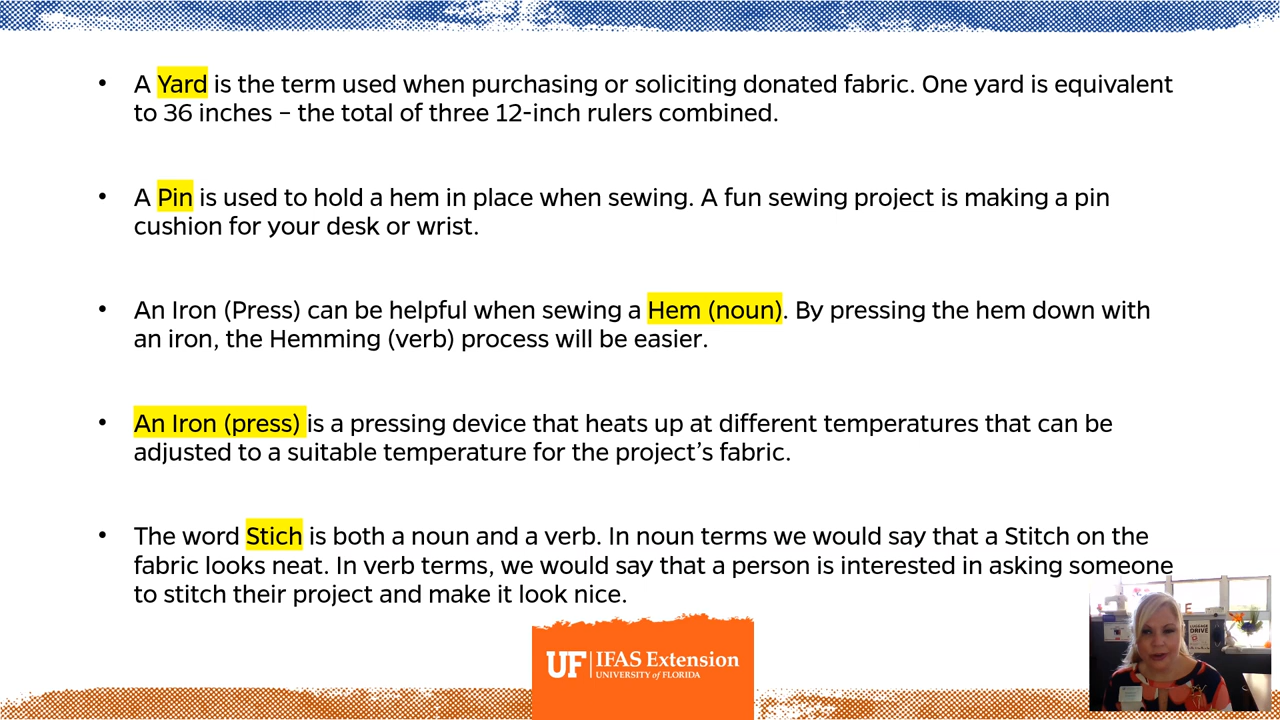 • A Yard is the term used when purchasing or soliciting donated fabric. One yard is equivalent
to 36 inches – the total of three 12-inch rulers combined.
• A Pin is used to hold a hem in place when sewing. A fun sewing project is making a pin
cushion for your desk or wrist.
• An Iron (Press) can be helpful when sewing a Hem (noun). By pressing the hem down with
an iron, the Hemming (verb) process will be easier.
• An Iron (press) is a pressing device that heats up at different temperatures that can be
adjusted to a suitable temperature for the project’s fabric.
• The word Stich is both a noun and a verb. In noun terms we would say that a Stitch on the
fabric looks neat. In verb terms, we would say that a person is interested in asking someone
to stitch their project and make it look nice.
UF IFAS Extension
UNIVERSITY of FLORIDA
DRIVE